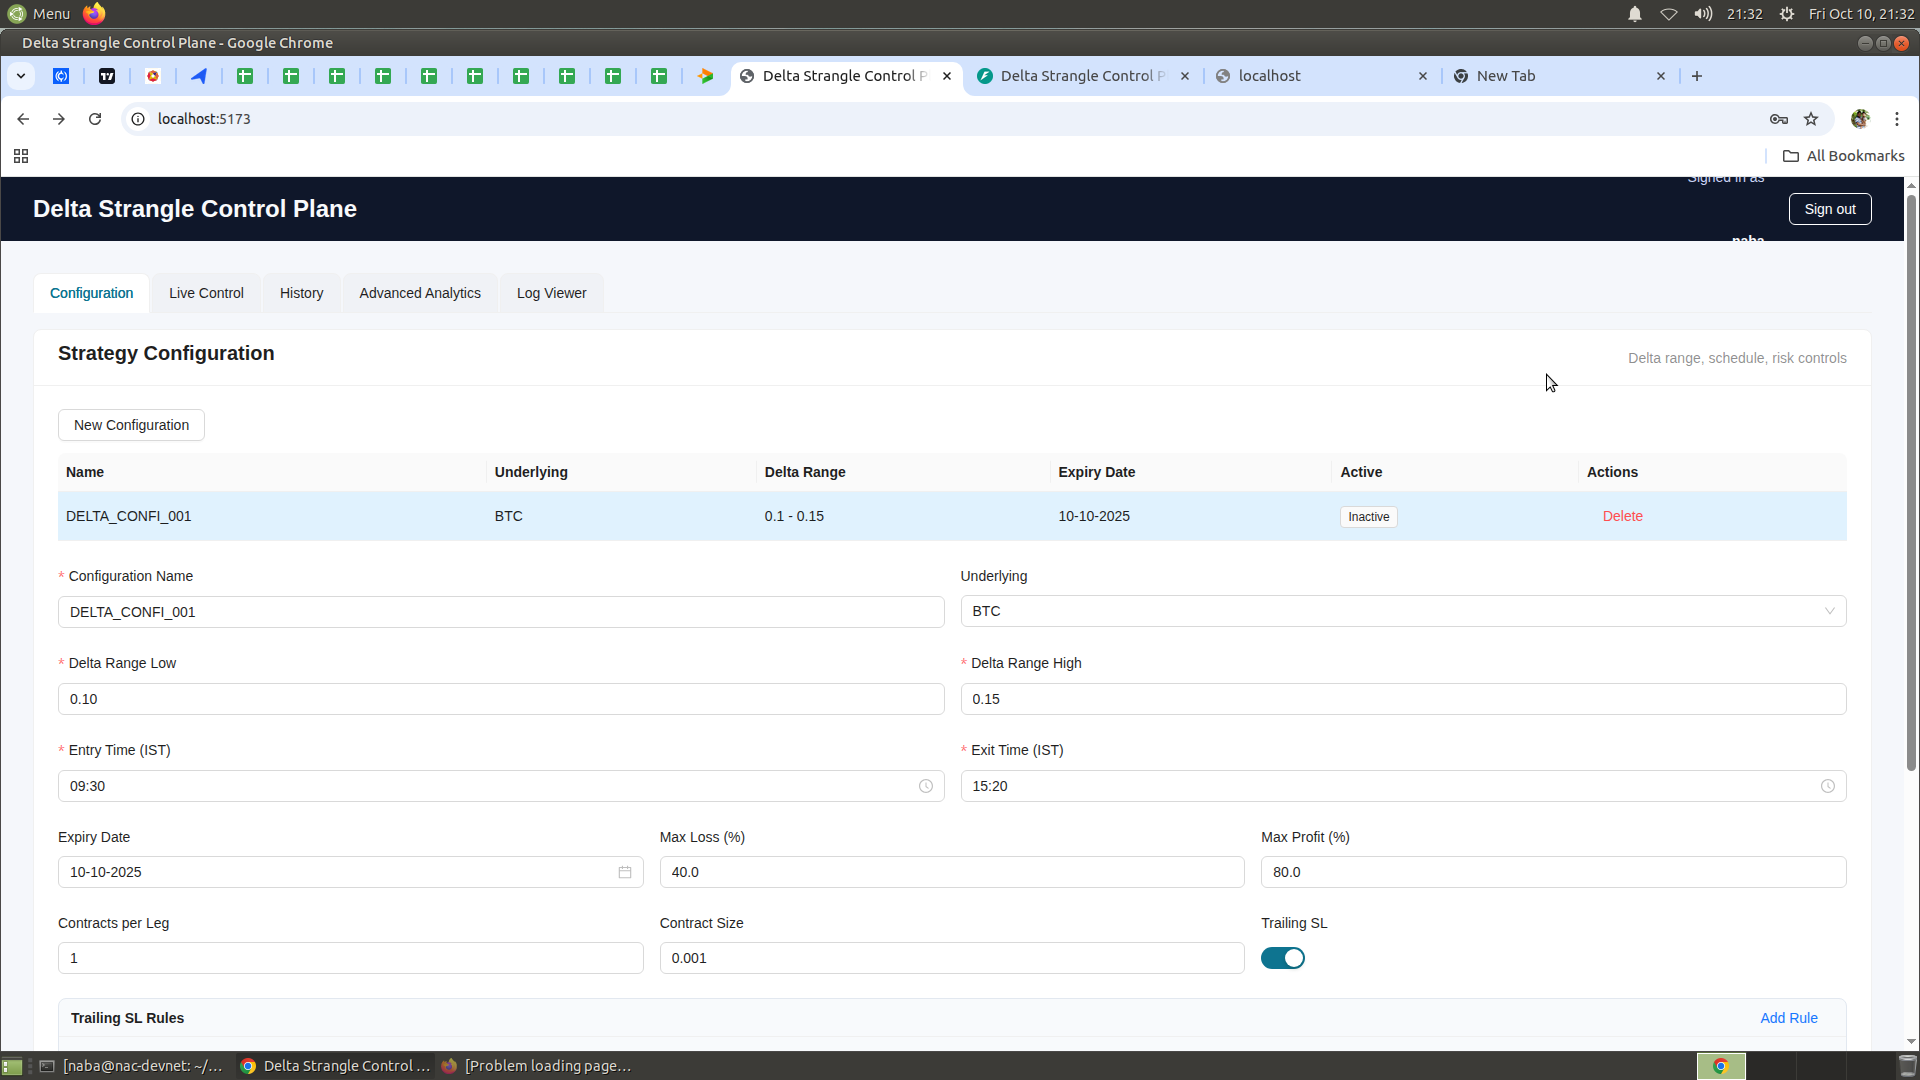 Menu
21:32
Fri Oct 10, 21:32
Delta Strangle Control Plane - Google Chrome
Delta Strangle Control P
Delta Strangle Control P
localhost
New Tab
localhost:5173
All Bookmarks
Signed in as
Delta Strangle Control Plane
Sign out
naba
Configuration
Live Control
History
Advanced Analytics
Log Viewer
Strategy Configuration
Delta range, schedule, risk controls
New Configuration
Name Underlying Delta Range Expiry Date Active Actions
DELTA_CONFI_001 BTC 0.1 - 0.15 10-10-2025 Inactive Delete
* Configuration Name
Underlying
DELTA_CONFI_001
BTC
* Delta Range Low
* Delta Range High
0.10
0.15
* Entry Time (IST)
* Exit Time (IST)
09:30
15:20
Expiry Date
Max Loss (%)
Max Profit (%)
10-10-2025
40.0
80.0
Contracts per Leg
Contract Size
Trailing SL
1
0.001
Trailing SL Rules
Add Rule
[naba@nac-devnet: ~/...
Delta Strangle Control ...
[Problem loading page...